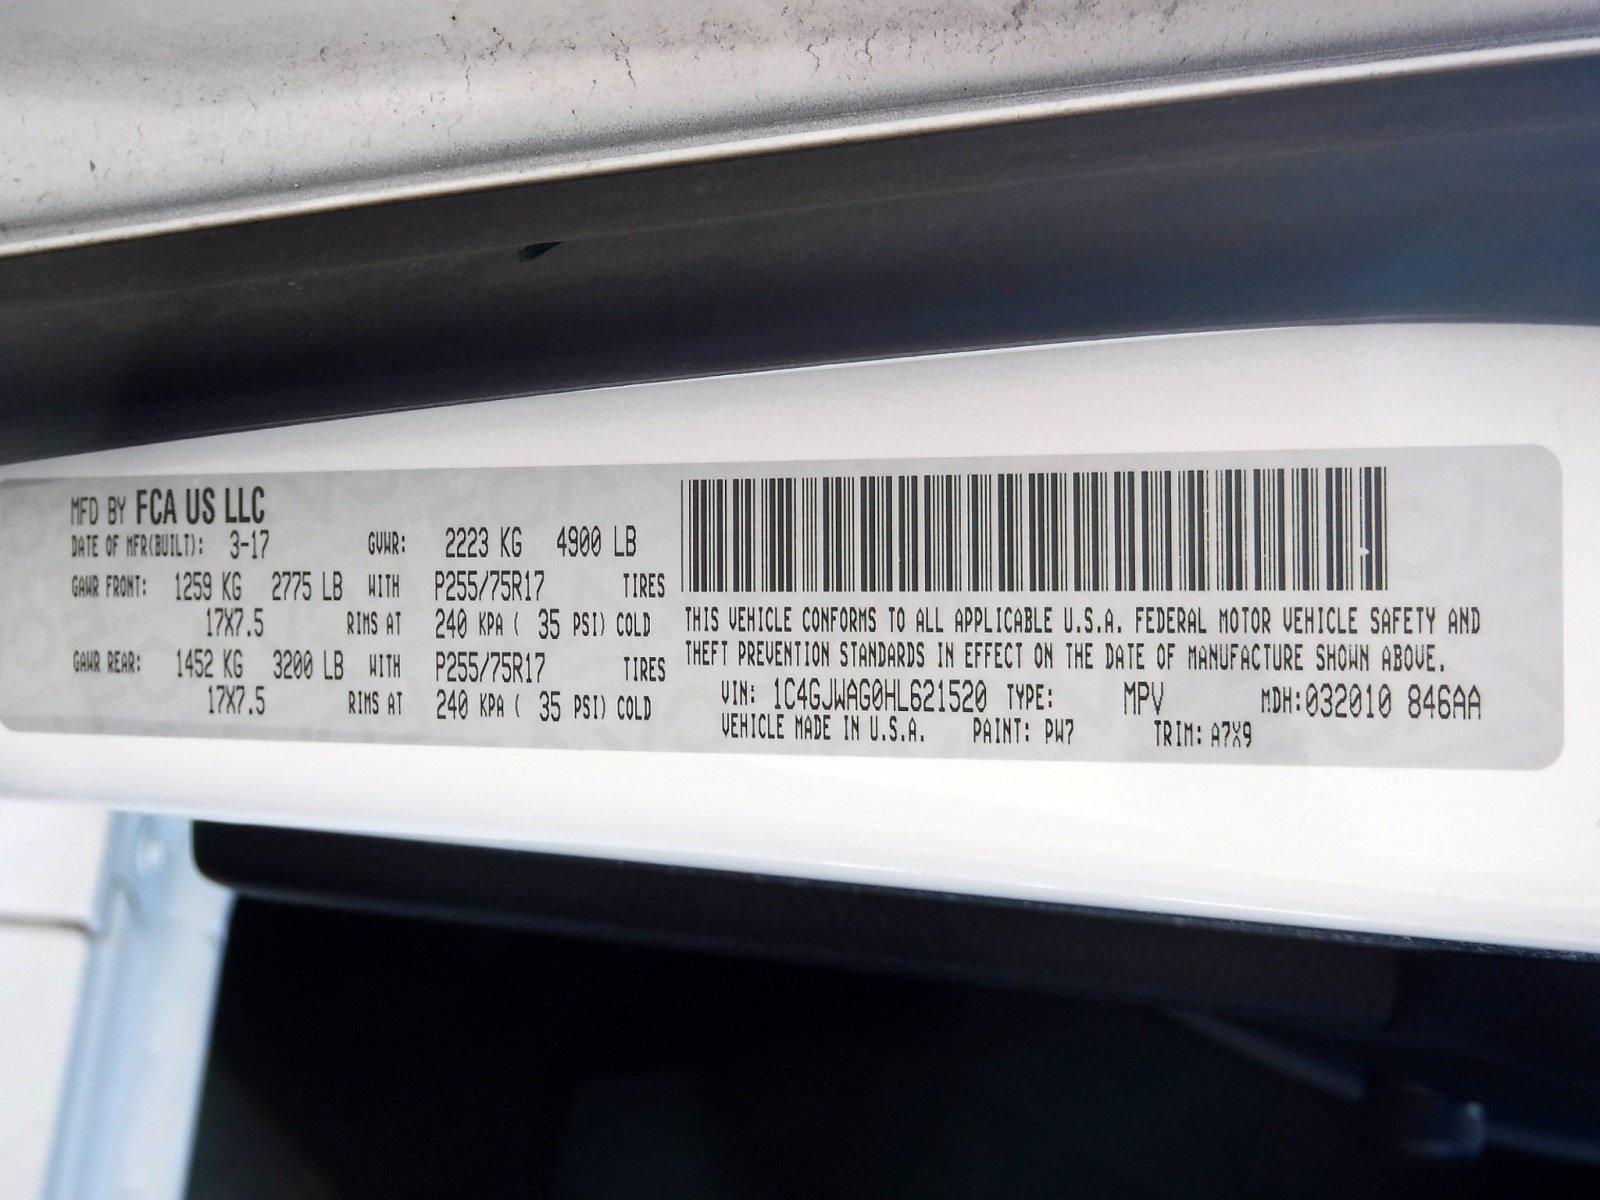 MFD BY FCA US LLC
DATE OF MFR(BUILT): 3-17 GVWR: 2223 KG 4900 LB
GAWR FRONT: 1259 KG 2775 LB WITH P255/75R17 TIRES
17X7.5 RIMS AT 240 KPA ( 35 PSI) COLD
GAWR REAR: 1452 KG 3200 LB WITH P255/75R17 TIRES
17X7.5 RIMS AT 240 KPA ( 35 PSI) COLD
THIS VEHICLE CONFORMS TO ALL APPLICABLE U.S.A. FEDERAL MOTOR VEHICLE SAFETY AND
THEFT PREVENTION STANDARDS IN EFFECT ON THE DATE OF MANUFACTURE SHOWN ABOVE.
VIN: 1C4GJWAG0HL621520 TYPE: MPV MDH:032010 846AA
VEHICLE MADE IN U.S.A. PAINT: PW7 TRIM: A7X9